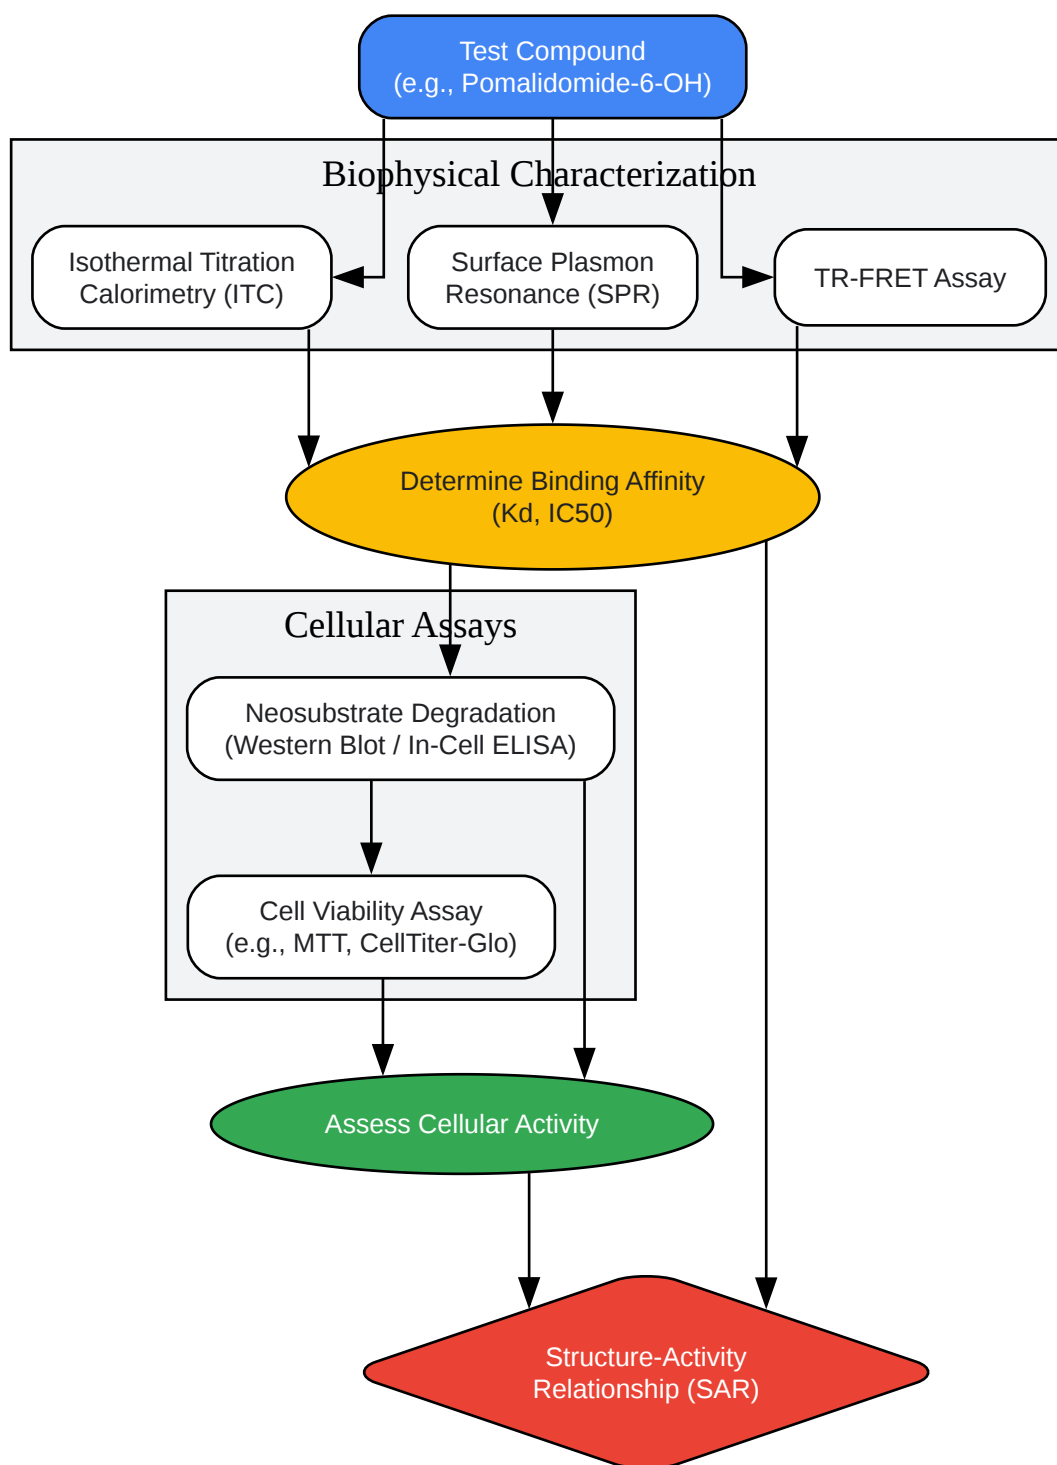 Test Compound
(e.g., Pomalidomide-6-OH)
Biophysical Characterization
Isothermal Titration
Calorimetry (ITC)
Surface Plasmon
Resonance (SPR)
TR-FRET Assay
Determine Binding Affinity
(Kd, IC50)
Cellular Assays
Neosubstrate Degradation
(Western Blot / In-Cell ELISA)
Cell Viability Assay
(e.g., MTT, CellTiter-Glo)
Assess Cellular Activity
Structure-Activity
Relationship (SAR)